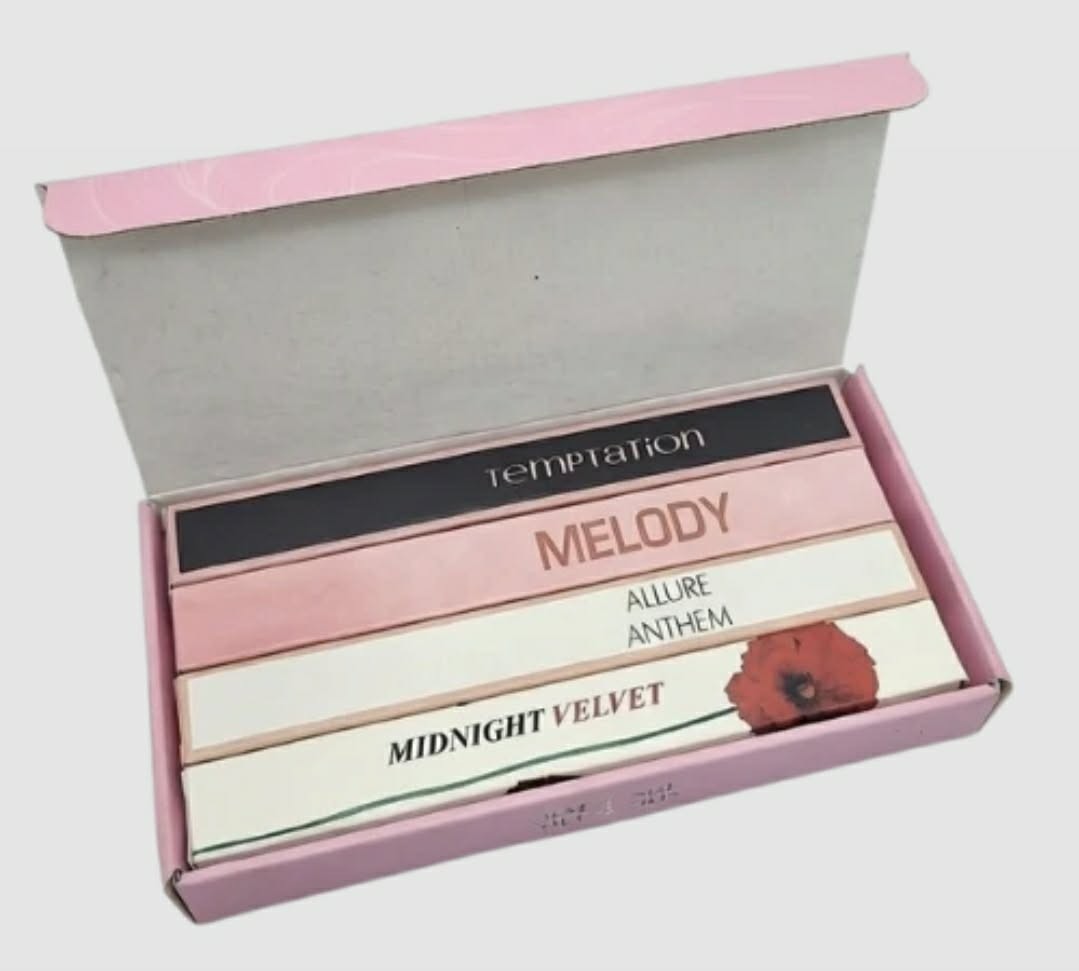 TEMPTATION
MELODY
ALLURE
ANTHEM
MIDNIGHT VELVET